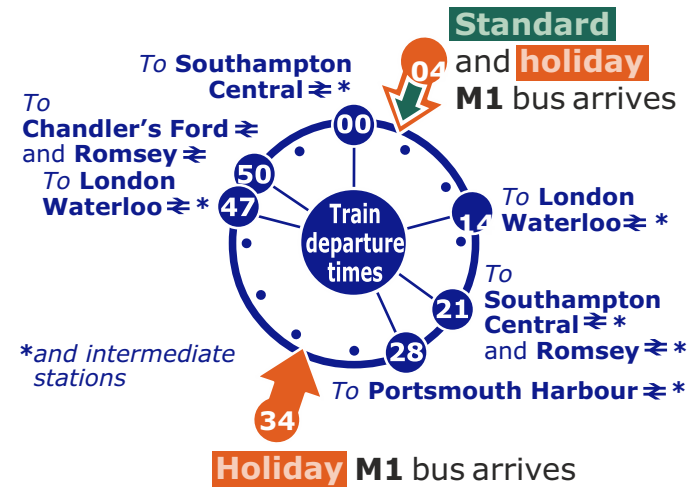 Standard
04 and holiday
M1 bus arrives
To Southampton
Central *
00
To
Chandler's Ford
and Romsey
50
To London
Waterloo *
47
Train
departure
times
14
To London
Waterloo *
21
To
Southampton
Central *
and Romsey *
28
To Portsmouth Harbour *
*and intermediate
stations
34
Holiday M1 bus arrives